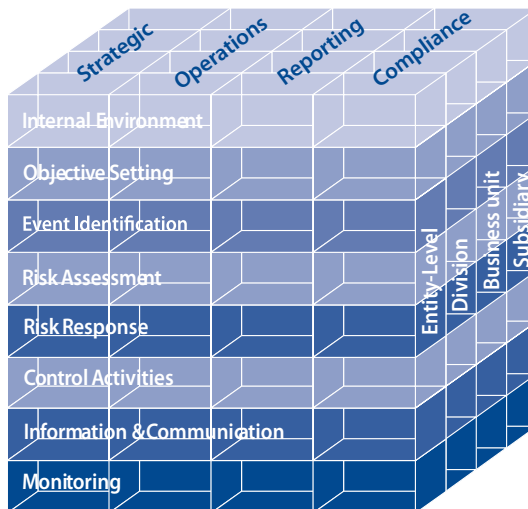 Strategic
Operations
Reporting
Compliance
Internal Environment
Objective Setting
Event Identification
Risk Assessment
Risk Response
Control Activities
Information & Communication
Monitoring
Entity-Level
Division
Business unit
Subsidiary